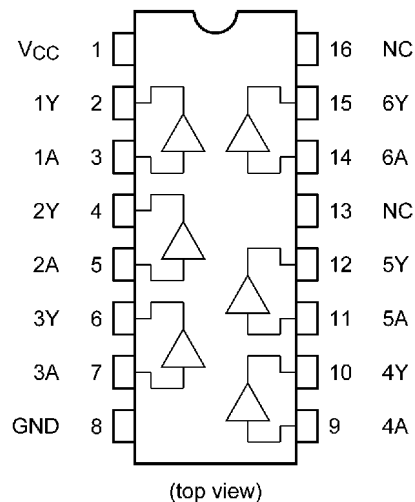 VCC 1 16 NC
1Y 2 15 6Y
1A 3 14 6A
2Y 4 13 NC
2A 5 12 5Y
3Y 6 11 5A
3A 7 10 4Y
GND 8 9 4A
(top view)